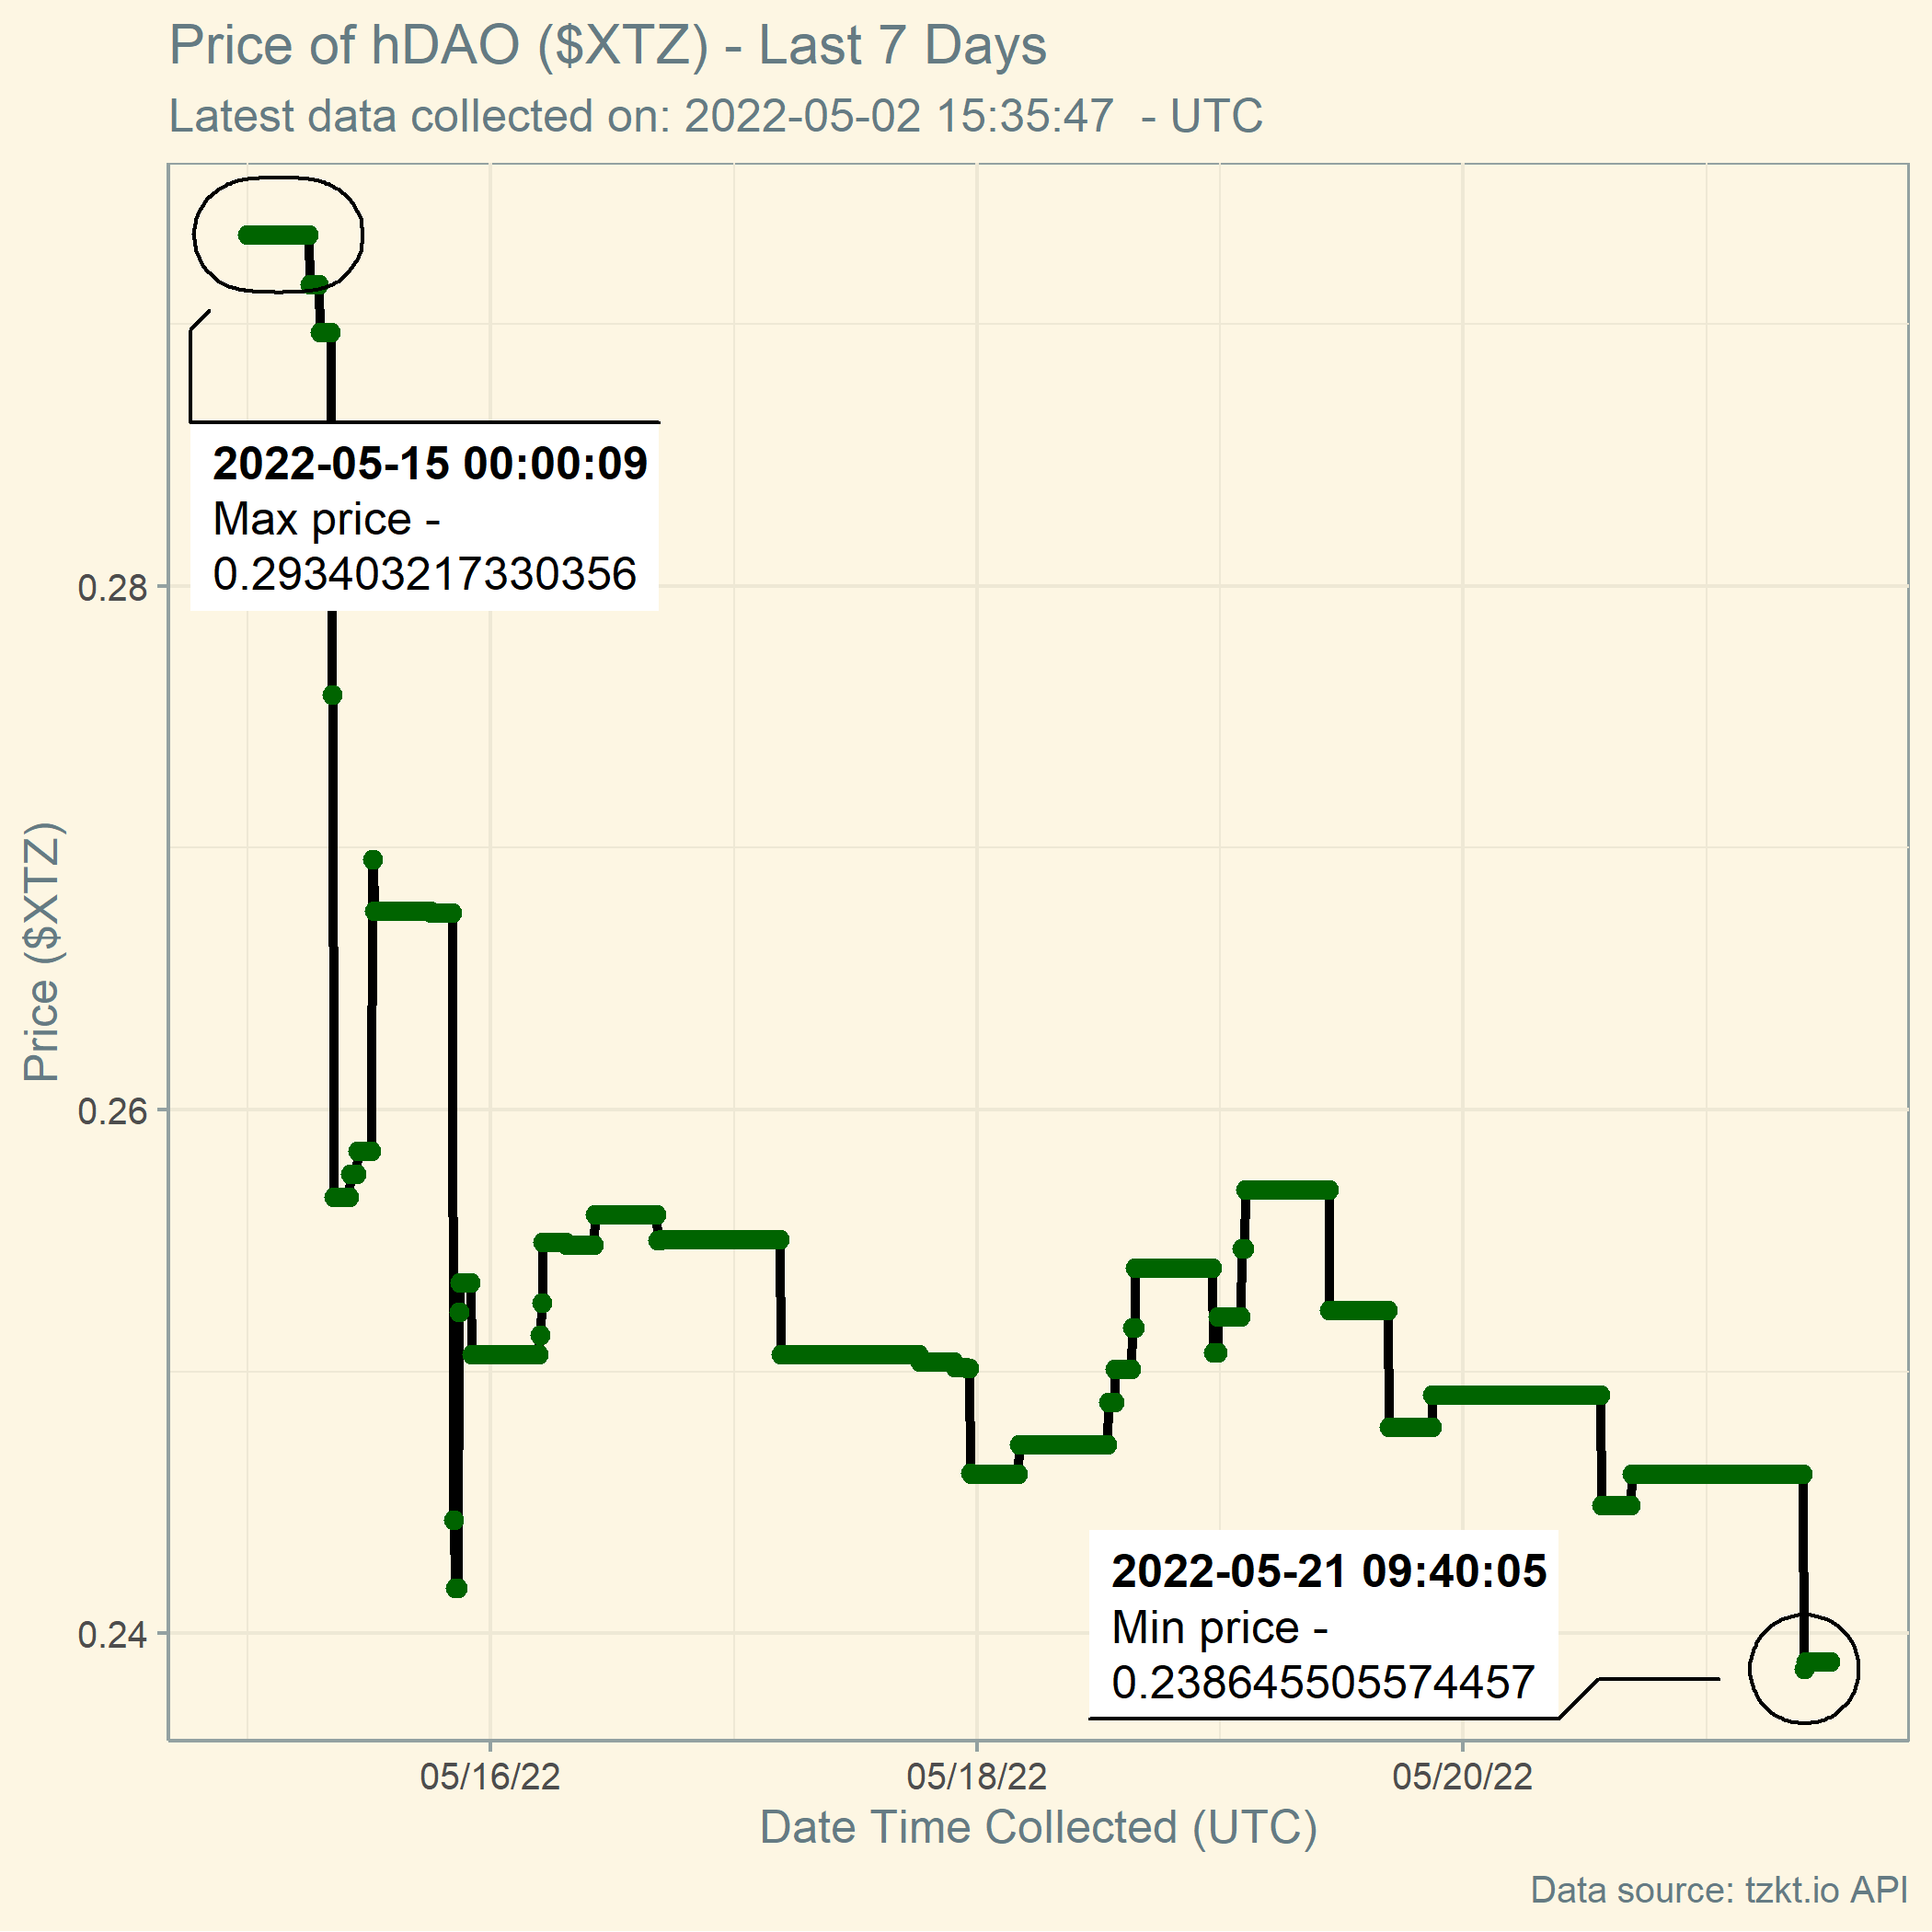 Price of hDAO ($XTZ) - Last 7 Days
Latest data collected on: 2022-05-02 15:35:47  - UTC
2022-05-15 00:00:09
Max price -
0.293403217330356
0.28
0.26
0.24
Price ($XTZ)
2022-05-21 09:40:05
Min price -
0.238645505574457
05/16/22
05/18/22
05/20/22
Date Time Collected (UTC)
Data source: tzkt.io API